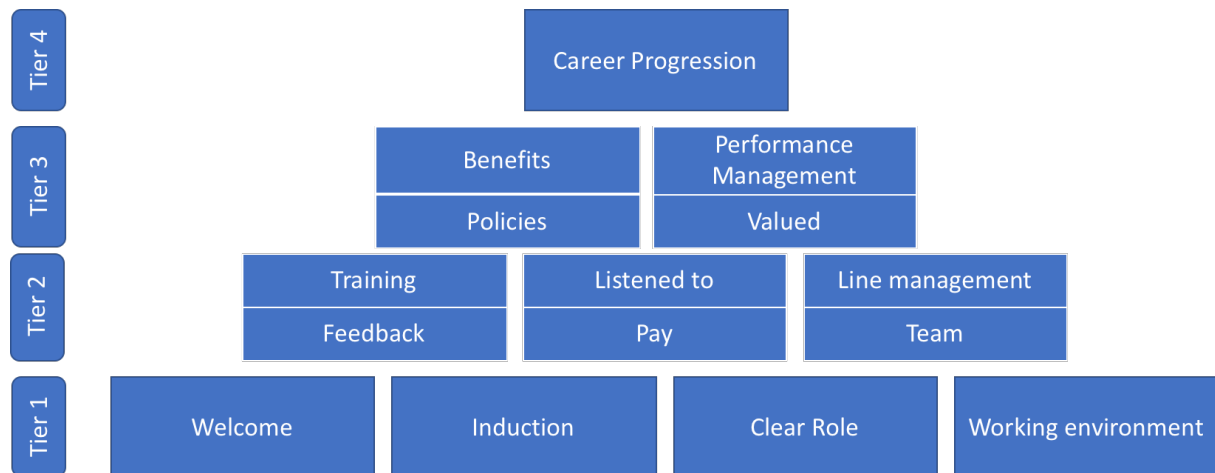 Tier 4
Career Progression
Tier 3
Benefits
Performance
Management
Policies
Valued
Tier 2
Training
Listened to
Line management
Feedback
Pay
Team
Tier 1
Welcome
Induction
Clear Role
Working environment